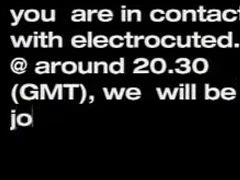 you are in contact
with electrocuted.
@ around 20.30
(GMT), we will be
jo